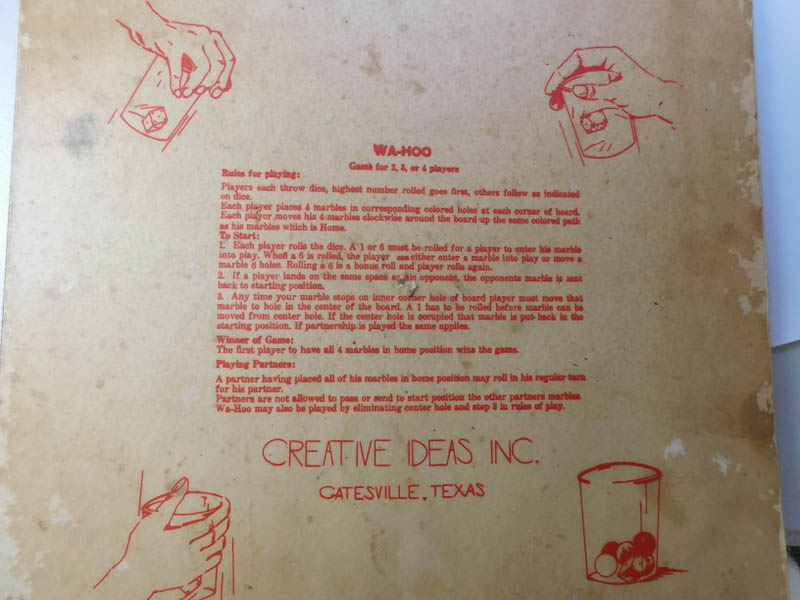 WA-HOO
Game for 2, 3, or 4 players
Rules for playing:
Players each throw dice, highest number rolled goes first, others follow as indicated
on dice.
Each player places 4 marbles in corresponding colored holes at each corner of board.
Each player moves his 4 marbles clockwise around the board up the same colored path
as his marbles which is Home.
To Start:
1. Each player rolls the dice. A 1 or 6 must be rolled for a player to enter his marble
into play. When a 6 is rolled, the player can either enter a marble into play or move a
marble 6 holes. Rolling a 6 is a bonus roll and player rolls again.
2. If a player lands on the same space as his opponent, the opponents marble is sent
back to starting position.
3. Any time your marble stops on inner corner hole of board player must move that
marble to hole in the center of the board. A 1 has to be rolled before marble can be
moved from center hole. If the center hole is occupied that marble is put back in the
starting position. If partnership is played the same applies.
Winner of Game:
The first player to have all 4 marbles in home position wins the game.
Playing Partners:
A partner having placed all of his marbles in home position may roll in his regular turn
for his partner.
Partners are not allowed to pass or send to start position the other partners marbles
Wa-Hoo may also be played by eliminating center hole and step 3 in rules of play.
CREATIVE IDEAS INC.
GATESVILLE, TEXAS